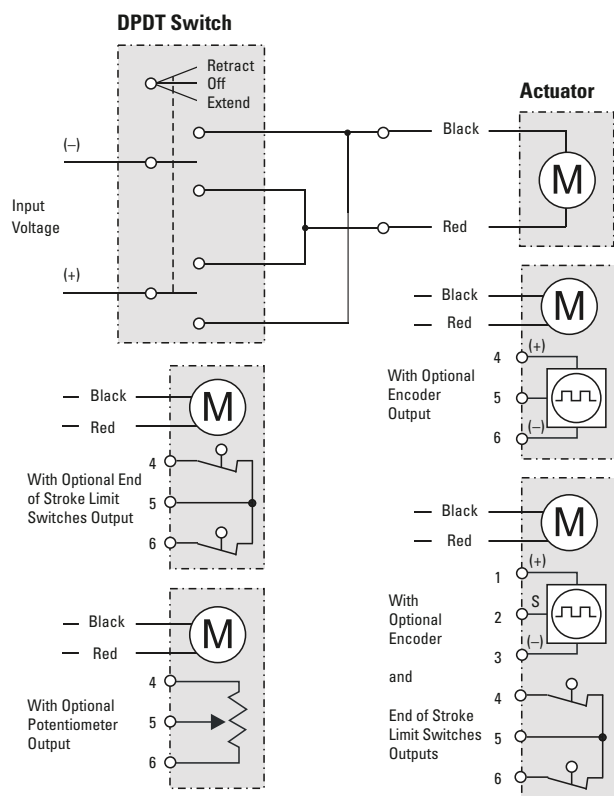 DPDT Switch
Retract
Off
Extend
(–)
Input
Voltage
(+)
Black
Red
Actuator
M
Black
Red
M
4
(+)
With Optional
Encoder
Output
5
6
(–)
Black
Red
M
With Optional End
of Stroke Limit
Switches Output
4
5
6
Black
Red
M
With Optional
Potentiometer
Output
4
5
6
Black
Red
M
1
(+)
With
Optional
Encoder
2
S
3
(–)
and
End of Stroke
Limit Switches
Outputs
4
5
6